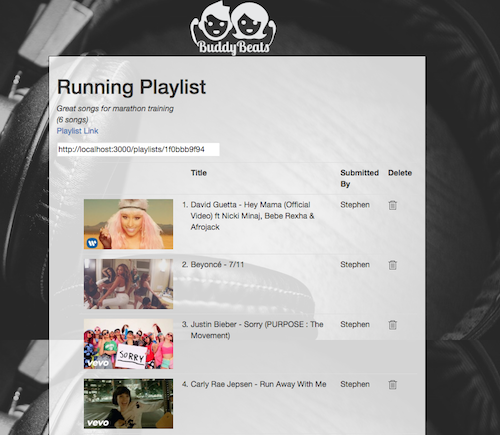 BuddyBeats
Running Playlist
Great songs for marathon training
(6 songs)
Playlist Link
http://localhost:3000/playlists/1f0bbb9f94
Title Submitted Delete
By
1. David Guetta - Hey Mama (Official Stephen
Video) ft Nicki Minaj, Bebe Rexha &
Afrojack
W
2. Beyoncé - 7/11 Stephen
3. Justin Bieber - Sorry (PURPOSE : The Stephen
Movement)
SORRY
vevo
4. Carly Rae Jepsen - Run Away With Me Stephen
vevo